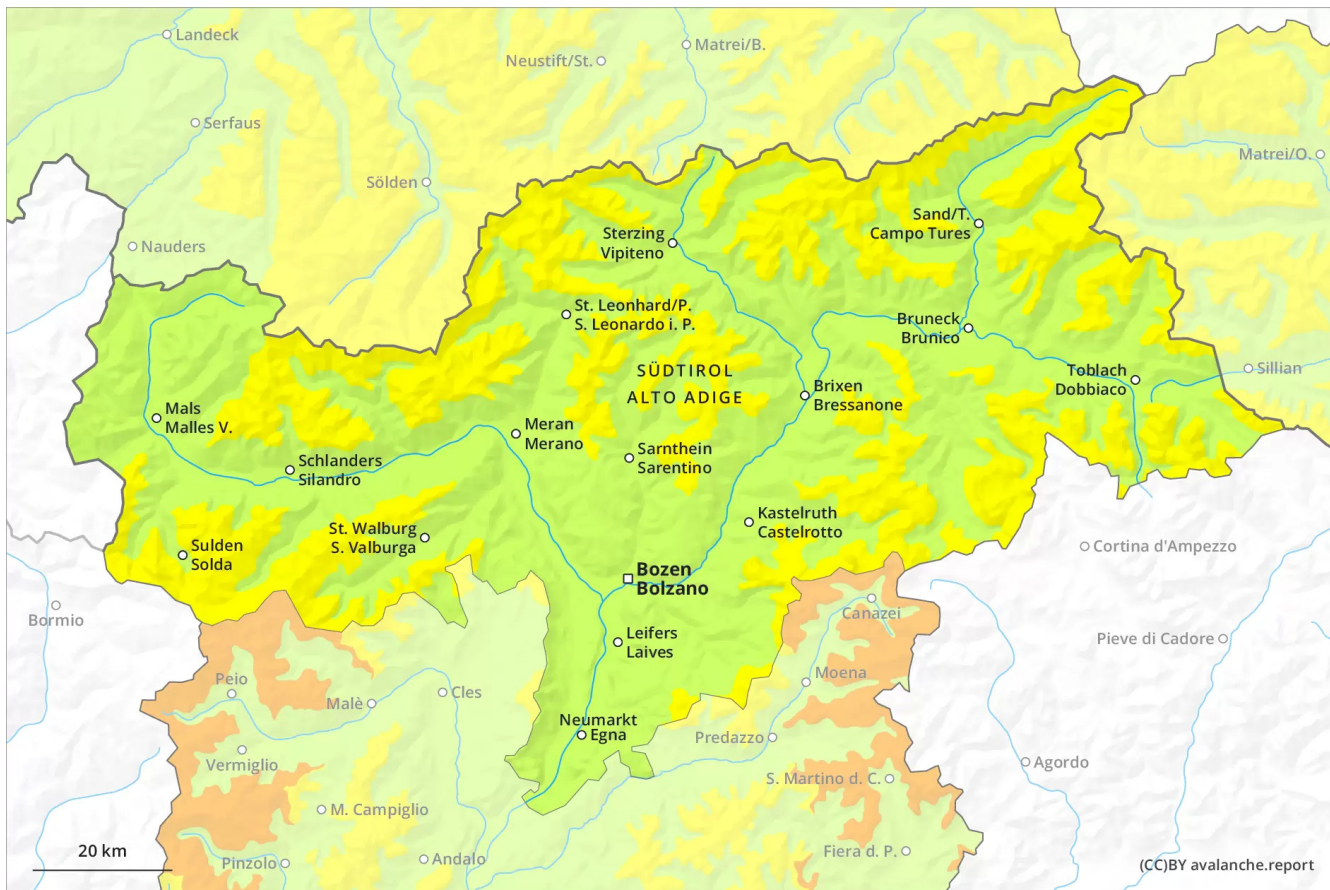 Landeck
Matrei/B.
Neustift/St.
Serfaus
Matrei/O.
Sölden
Sand/T.
Campo Tures
Sterzing
Vipiteno
Nauders
St. Leonhard/P.
S. Leonardo i. P.
Bruneck
Brunico
SÜDTIROL
ALTO ADIGE
Toblach
Dobbiaco
Sillian
Brixen
Bressanone
Mals
Malles V.
Meran
Merano
Schlanders
Silandro
Sarnthein
Sarentino
Kastelruth
Castelrotto
St. Walburg
S. Valburga
Sulden
Solda
Cortina d'Ampezzo
Bozen
Bolzano
Bormio
Canazei
Leifers
Laives
Pieve di Cadore
Peio
Moena
Malè
Cles
Neumarkt
Egna
Predazzo
Vermiglio
Agordo
S. Martino d. C.
M. Campiglio
20 km
Pinzolo
Andalo
Fiera d. P.
(CC)BY avalanche.report